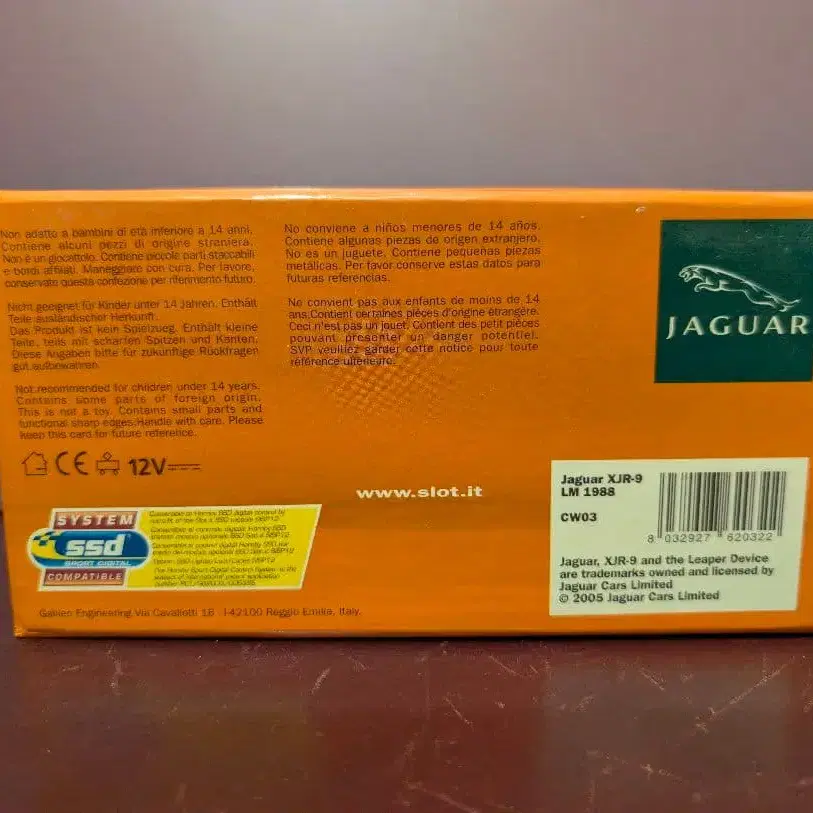 Non adatto a bambini di età inferiore a 14 anni.
Contiene alcuni pezzi di origine straniera.
Non è un giocattolo. Contiene piccole parti staccabili
e bordi affilati. Maneggiare con cura. Per favore,
conservate questa confezione per riferimento futuro.
Nicht geeignet für Kinder unter 14 Jahren. Enthält
Teile ausländischer Herkunft.
Das Produkt ist kein Spielzueg. Enthält kleine
Teile, teils mit scharfen Spitzen und Kanten.
Diese Angaben bitte für zukünftige Rückfragen
gut aufbewahren.
Not recommended for children under 14 years.
Contains some parts of foreign origin.
This is not a toy. Contains small parts and
functional sharp edges.Handle with care. Please
keep this card for future reference.
CE 12V
No conviene a niños menores de 14 años.
Contiene algunas piezas de origen extranjero.
No es un juguete. Contiene pequeñas piezas
metálicas. Por favor conserve estas datos para
futuras referencias.
Ne convient pas aux enfants de moins de 14
ans.Contient certaines pièces d'origine étrangère.
Ceci n'est pas un jouet. Contient des petit pièces
pouvant présenter un danger potentiel.
SVP veuillez garder cette notice pour toute
référence ultérieure.
JAGUAR
www.slot.it
Jaguar XJR-9
LM 1988
CW03
8 032927 620322
Jaguar, XJR-9 and the Leaper Device
are trademarks owned and licensed by
Jaguar Cars Limited
© 2005 Jaguar Cars Limited
SYSTEM
ssd
SPORT DIGITAL
COMPATIBLE
Galileo Engineering, Via Cavallotti 16 - I-42100 Reggio Emilia, Italy.